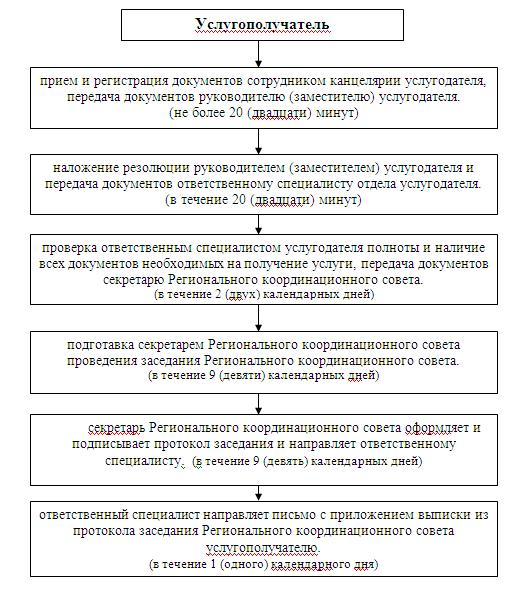 Услугополучатель
прием и регистрация документов сотрудником канцелярии услугодателя,
передача документов руководителю (заместителю) услугодателя.
(не более 20 (двадцати) минут)
наложение резолюции руководителем (заместителем) услугодателя и
передача документов ответственному специалисту отдела услугодателя.
(в течение 20 (двадцати) минут)
проверка ответственным специалистом услугодателя полноты и наличие
всех документов необходимых на получение услуги, передача документов
секретарю Регионального координационного совета.
(в течение 2 (двух) календарных дней)
подготовка секретарем Регионального координационного совета
проведения заседания Регионального координационного совета.
(в течение 9 (девяти) календарных дней)
секретарь Регионального координационного совета оформдяет и
подписывает протокол заседания и направляет ответственному
специалисту. (в течение 9 (девять) календарных дней)
ответственный специалист направляет письмо с приложением выписки из
протокола заседания Регионального координационного совета
услугополучателю.
(в течение 1 (одного) календарного дня)